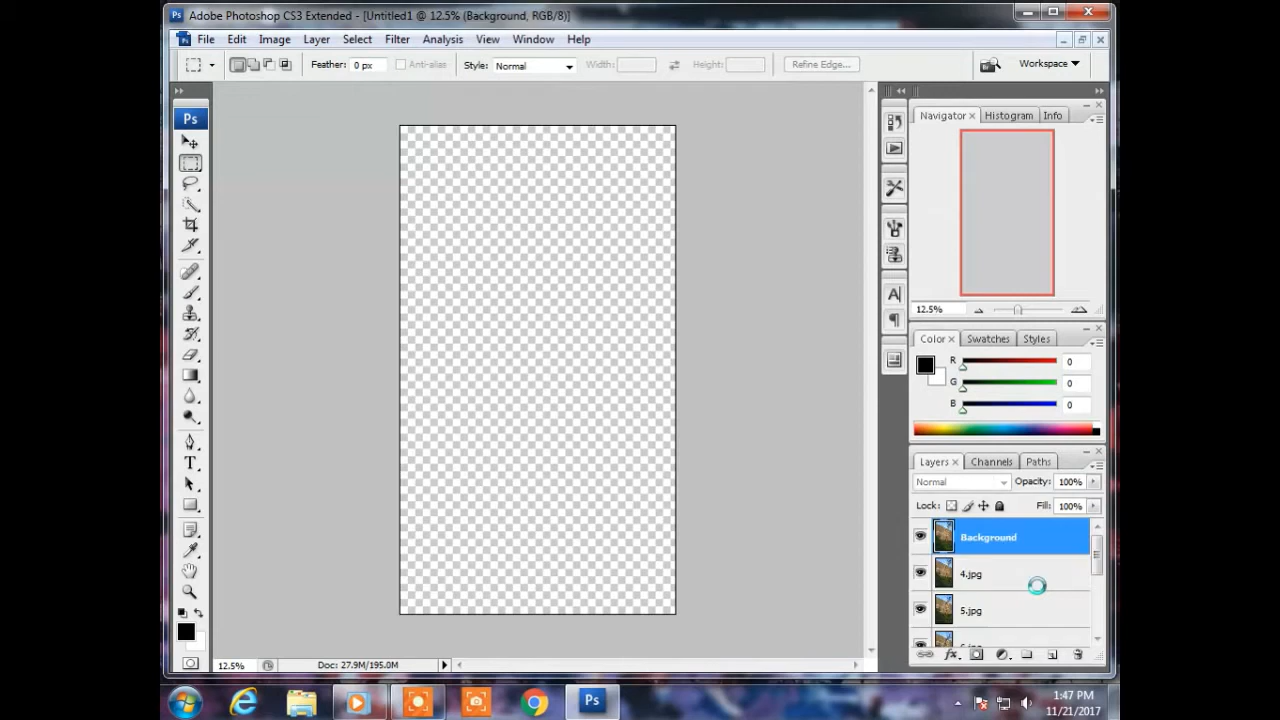 Adobe Photoshop CS3 Extended - [Untitled1 @ 12.5% (Background, RGB/8)]
File Edit Image Layer Select Filter Analysis View Window Help
Feather: 0 px Anti-alias Style: Normal Width: Height: Refine Edge... Workspace
Ps
Navigator Histogram Info
12.5%
Color Swatches Styles
R 0
G 0
B 0
Layers Channels Paths
Normal Opacity: 100%
Lock: Fill: 100%
Background
4.jpg
5.jpg
12.5% Doc: 27.9M/195.0M
Ps
1:47 PM
11/21/2017